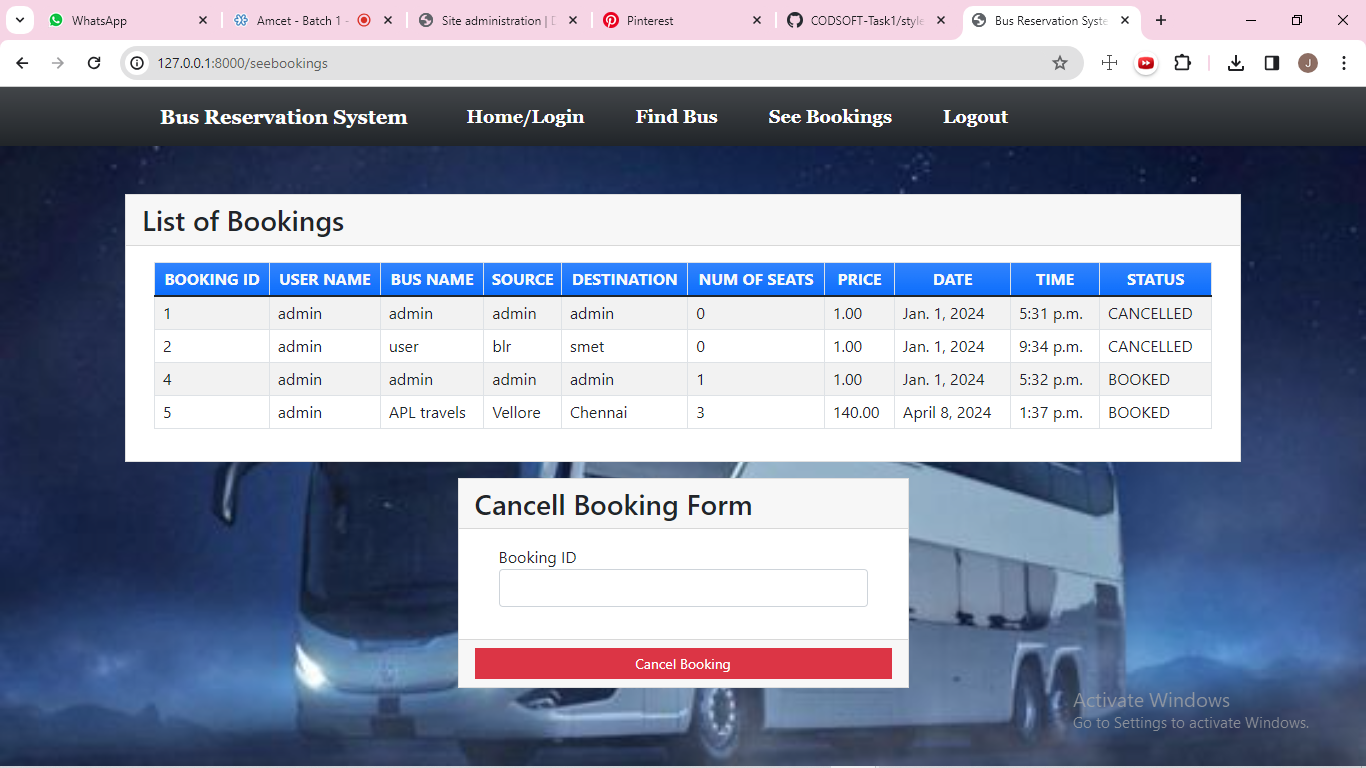 WhatsApp
Amcet - Batch 1 -
Site administration | D
Pinterest
CODSOFT-Task1/style
Bus Reservation Syste
127.0.0.1:8000/seebookings
J
Bus Reservation System Home/Login Find Bus See Bookings Logout
List of Bookings
BOOKING ID USER NAME BUS NAME SOURCE DESTINATION NUM OF SEATS PRICE DATE TIME STATUS
1 admin admin admin admin 0 1.00 Jan. 1, 2024 5:31 p.m. CANCELLED
2 admin user blr smet 0 1.00 Jan. 1, 2024 9:34 p.m. CANCELLED
4 admin admin admin admin 1 1.00 Jan. 1, 2024 5:32 p.m. BOOKED
5 admin APL travels Vellore Chennai 3 140.00 April 8, 2024 1:37 p.m. BOOKED
Cancell Booking Form
Booking ID
Cancel Booking
Activate Windows
Go to Settings to activate Windows.